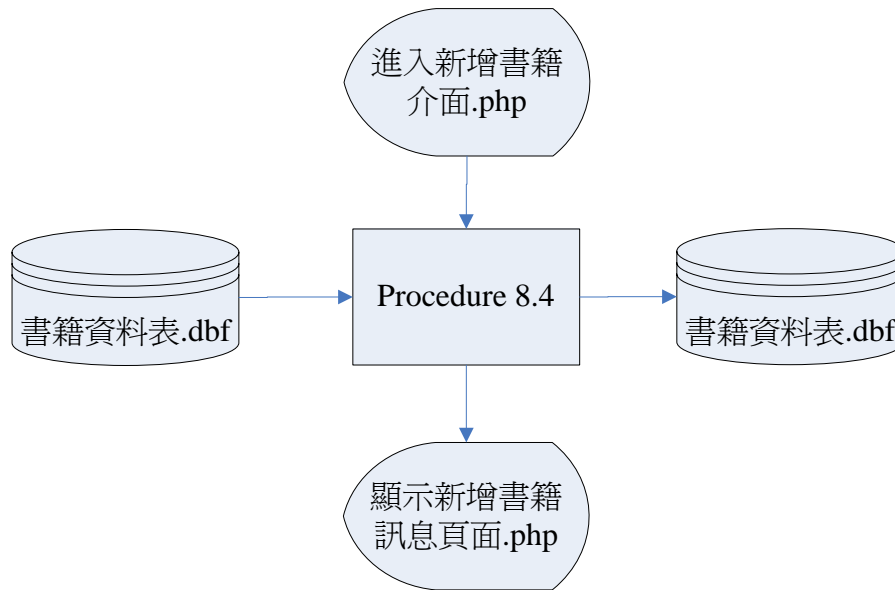 進入新增書籍
介面.php
書籍資料表.dbf
Procedure 8.4
書籍資料表.dbf
顯示新增書籍
訊息頁面.php